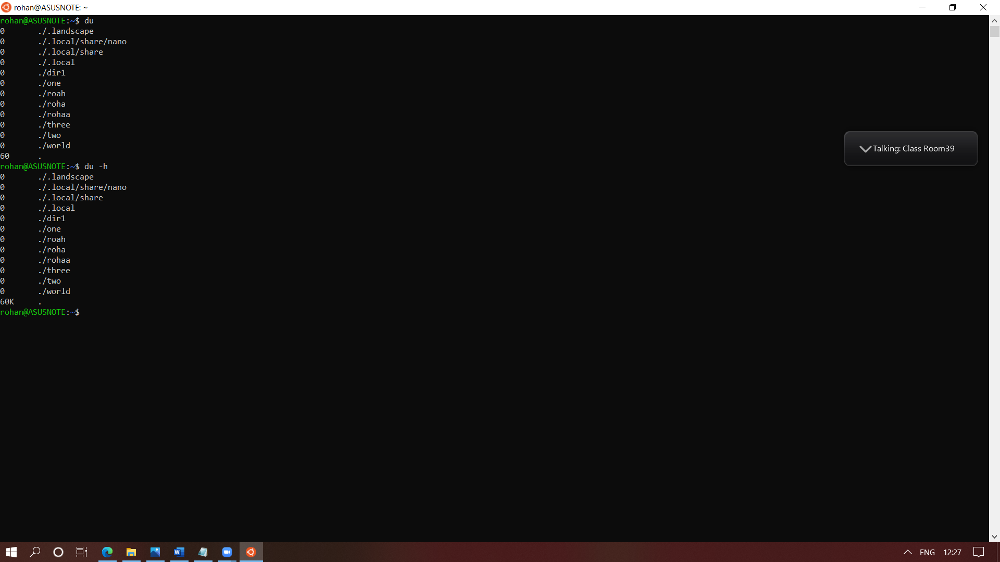 rohan@ASUSNOTE: ~
rohan@ASUSNOTE:~$ du
0       ./.landscape
0       ./.local/share/nano
0       ./.local/share
0       ./.local
0       ./dir1
0       ./one
0       ./roah
0       ./roha
0       ./rohaa
0       ./three
0       ./two
0       ./world
60      .
rohan@ASUSNOTE:~$ du -h
0       ./.landscape
0       ./.local/share/nano
0       ./.local/share
0       ./.local
0       ./dir1
0       ./one
0       ./roah
0       ./roha
0       ./rohaa
0       ./three
0       ./two
0       ./world
60K     .
rohan@ASUSNOTE:~$
Talking: Class Room39
ENG 12:27